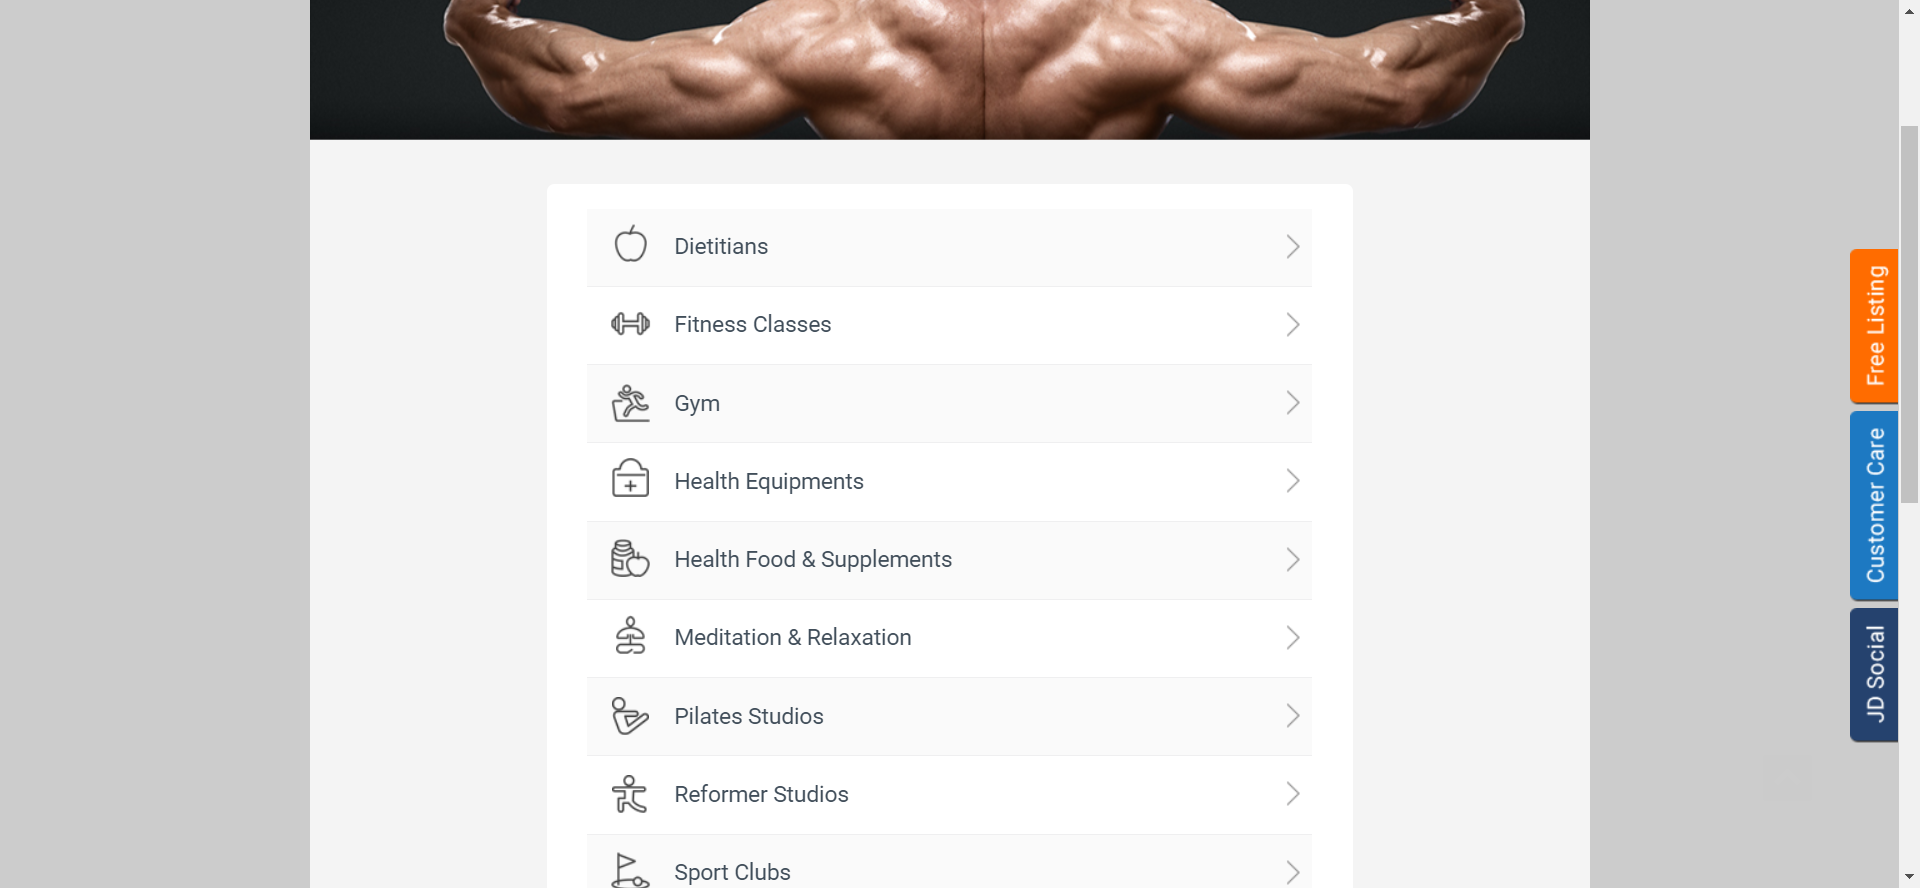 Dietitians
Fitness Classes
Gym
Health Equipments
Health Food & Supplements
Meditation & Relaxation
Pilates Studios
Reformer Studios
Sport Clubs
Free Listing
Customer Care
JD Social